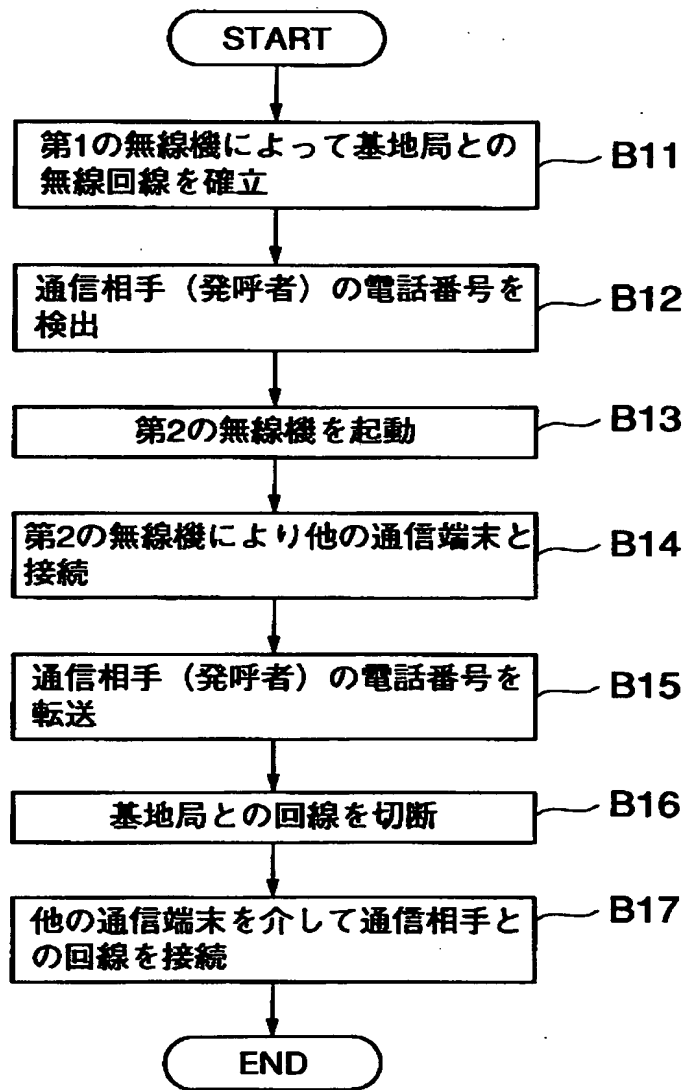 START
第1の無線機によって基地局との
無線回線を確立
B11
通信相手（発呼者）の電話番号を
検出
B12
第2の無線機を起動
B13
第2の無線機により他の通信端末と
接続
B14
通信相手（発呼者）の電話番号を
転送
B15
基地局との回線を切断
B16
他の通信端末を介して通信相手と
の回線を接続
B17
END